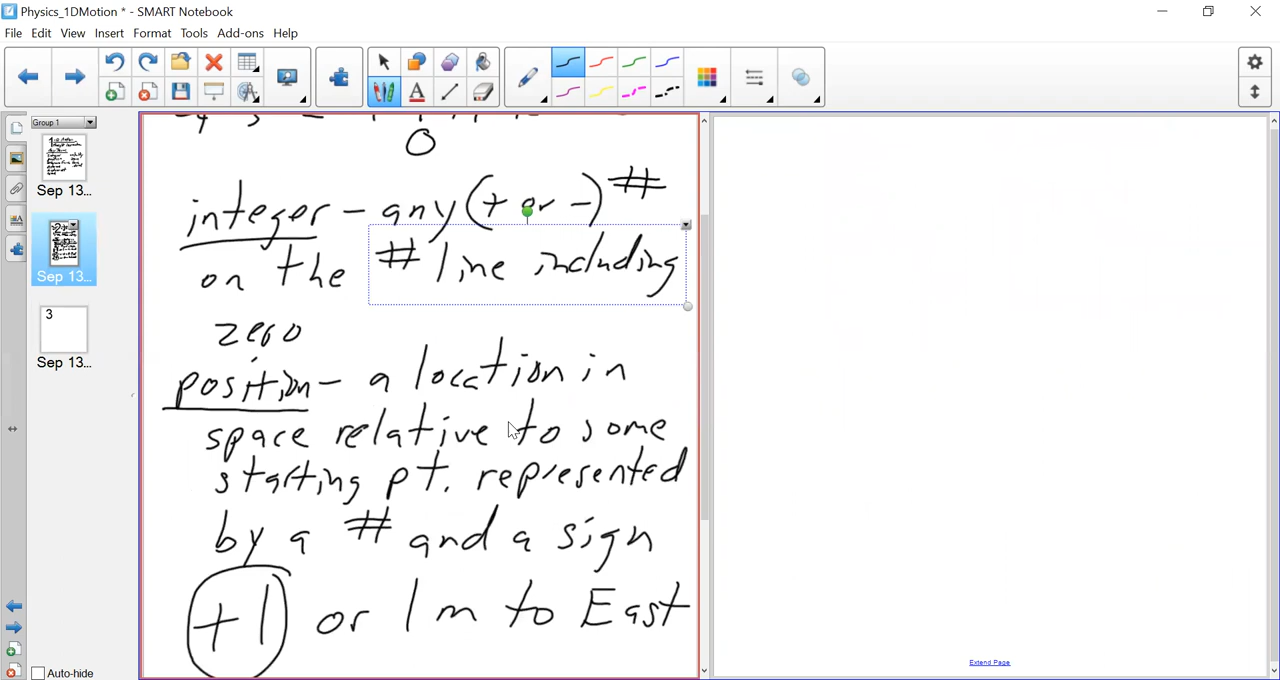 Physics_1DMotion * - SMART Notebook
File Edit View Insert Format Tools Add-ons Help
Group 1
Sep 13...
Sep 13...
3
Sep 13...
Auto-hide
0
integer - any (+ or -) #
on the # line including
zero
position - a location in
space relative to some
starting pt. represented
by a # and a sign
+1 or 1 m to East
Extend Page